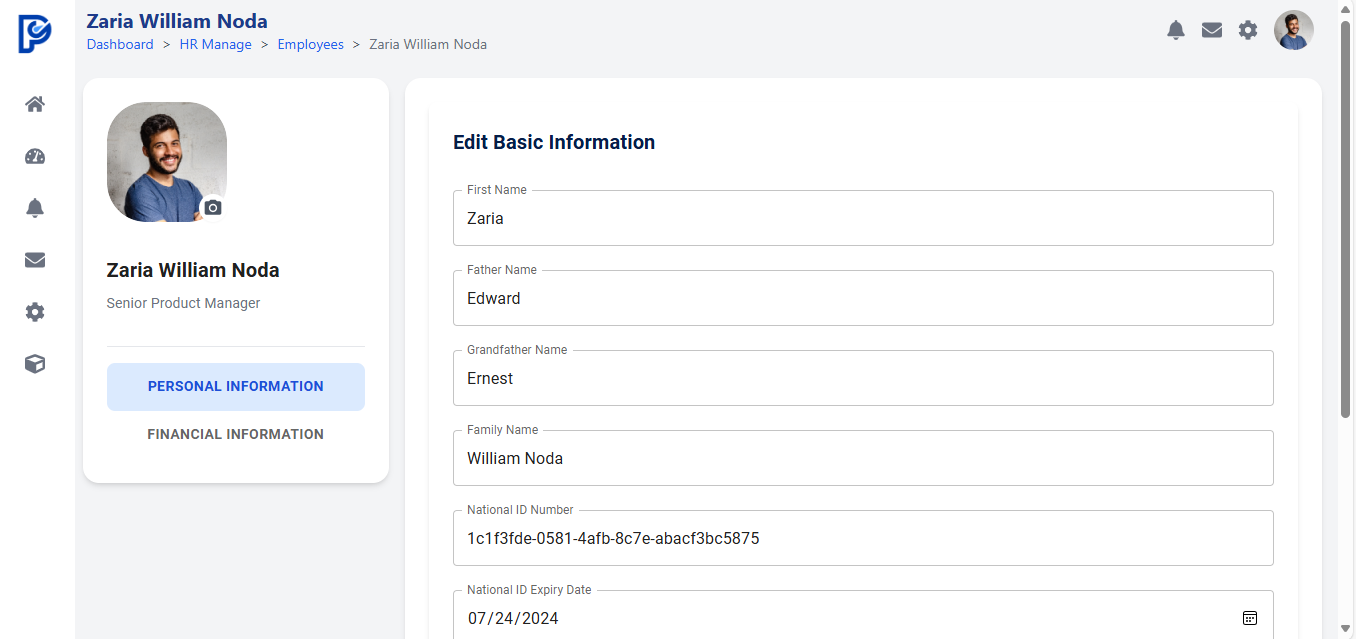 Zaria William Noda
Dashboard > HR Manage > Employees > Zaria William Noda
Zaria William Noda
Senior Product Manager
PERSONAL INFORMATION
FINANCIAL INFORMATION
Edit Basic Information
First Name
Zaria
Father Name
Edward
Grandfather Name
Ernest
Family Name
William Noda
National ID Number
1c1f3fde-0581-4afb-8c7e-abacf3bc5875
National ID Expiry Date
07/24/2024